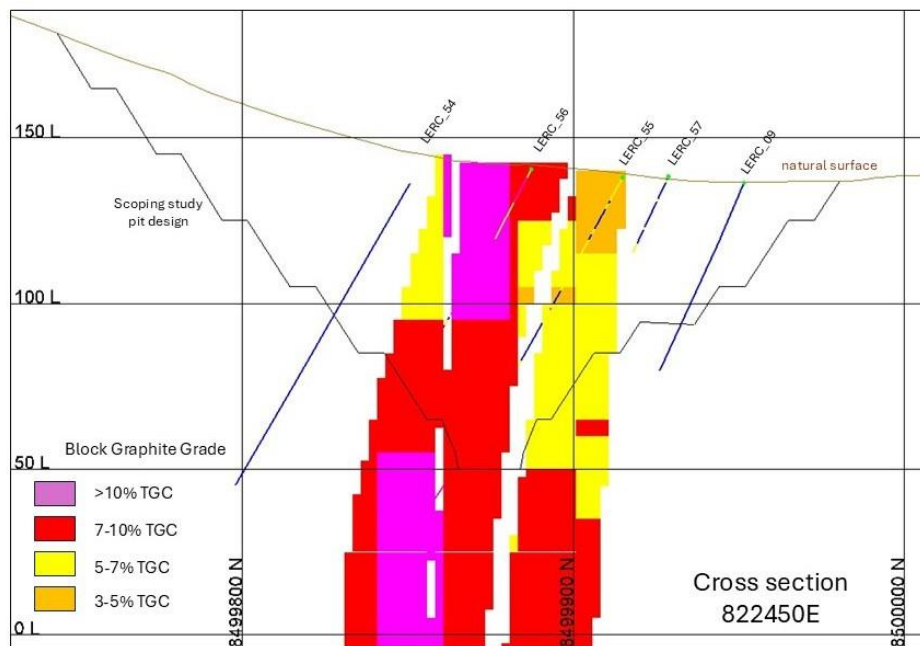 LERC_54
LERC_56
LERC_55
LERC_57
LERC_09
150 L
natural surface
Scoping study
pit design
100 L
Block Graphite Grade
50 L
>10% TGC
7-10% TGC
5-7% TGC
3-5% TGC
0 L
8499800 N
8499900 N
8500000 N
Cross section
822450E